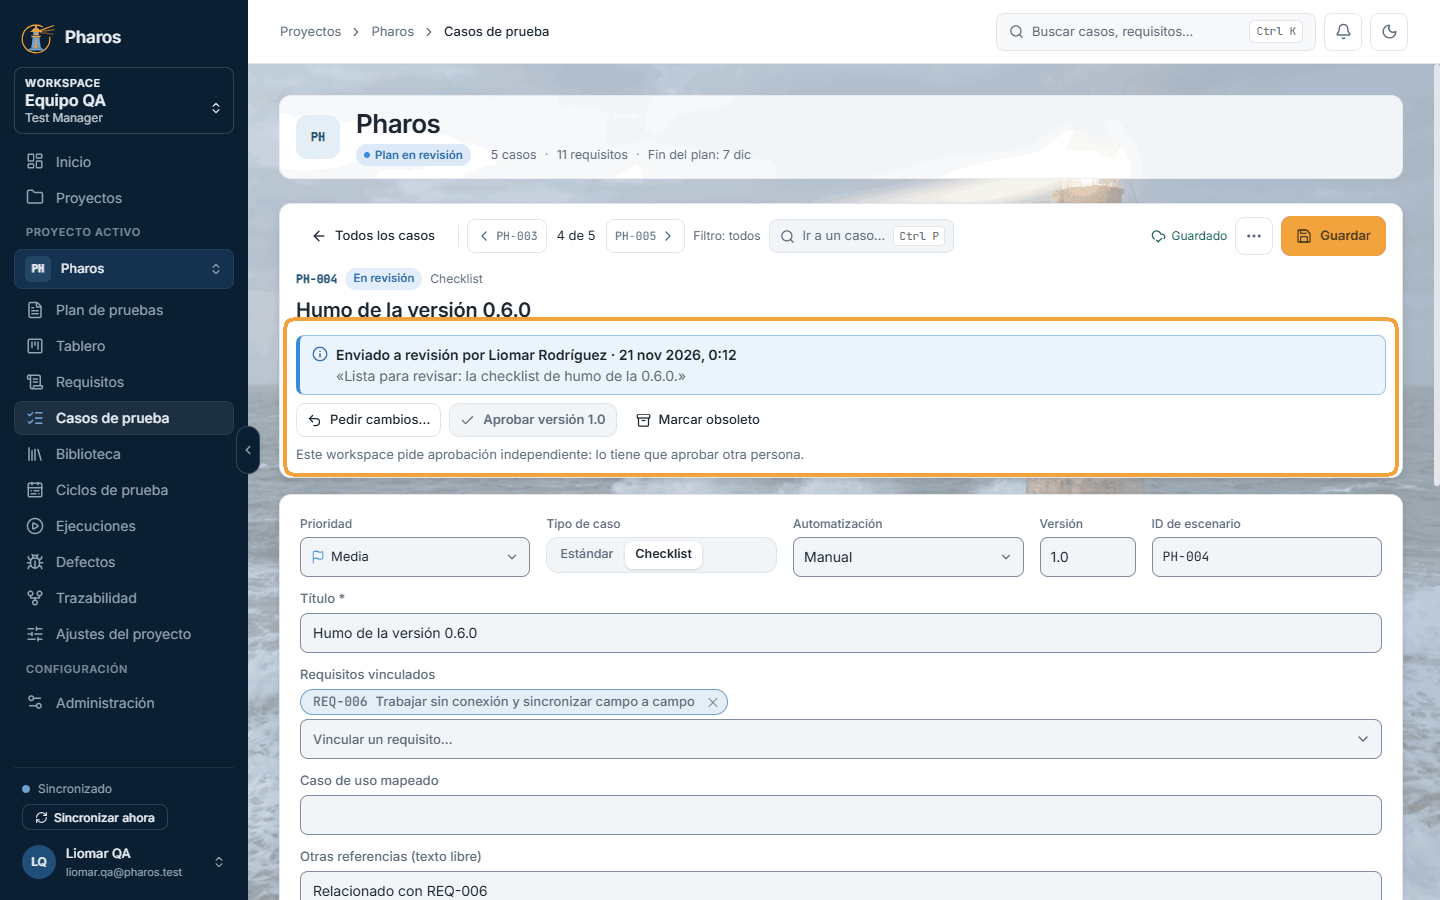 Pharos
WORKSPACE
Equipo QA
Test Manager
Inicio
Proyectos
PROYECTO ACTIVO
PH Pharos
Plan de pruebas
Tablero
Requisitos
Casos de prueba
Biblioteca
Ciclos de prueba
Ejecuciones
Defectos
Trazabilidad
Ajustes del proyecto
CONFIGURACIÓN
Administración
Sincronizado
Sincronizar ahora
LQ
Liomar QA
liomar.qa@pharos.test
Proyectos > Pharos > Casos de prueba
Buscar casos, requisitos... Ctrl K
PH
Pharos
Plan en revisión 5 casos · 11 requisitos · Fin del plan: 7 dic
Todos los casos PH-003 4 de 5 PH-005 Filtro: todos Ir a un caso... Ctrl P Guardado Guardar
PH-004 En revisión Checklist
Humo de la versión 0.6.0
Enviado a revisión por Liomar Rodríguez · 21 nov 2026, 0:12
«Lista para revisar: la checklist de humo de la 0.6.0.»
Pedir cambios... Aprobar versión 1.0 Marcar obsoleto
Este workspace pide aprobación independiente: lo tiene que aprobar otra persona.
Prioridad Tipo de caso Automatización Versión ID de escenario
Media Estándar Checklist Manual 1.0 PH-004
Título *
Humo de la versión 0.6.0
Requisitos vinculados
REQ-006 Trabajar sin conexión y sincronizar campo a campo
Vincular un requisito...
Caso de uso mapeado
Otras referencias (texto libre)
Relacionado con REQ-006